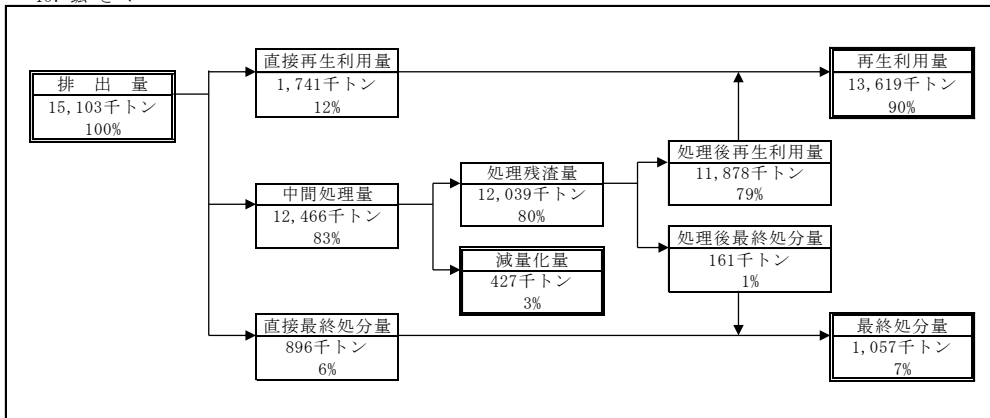 排出量
15,103千トン
100%
直接再生利用量
1,741千トン
12%
再生利用量
13,619千トン
90%
中間処理量
12,466千トン
83%
処理残渣量
12,039千トン
80%
処理後再生利用量
11,878千トン
79%
減量化量
427千トン
3%
処理後最終処分量
161千トン
1%
直接最終処分量
896千トン
6%
最終処分量
1,057千トン
7%